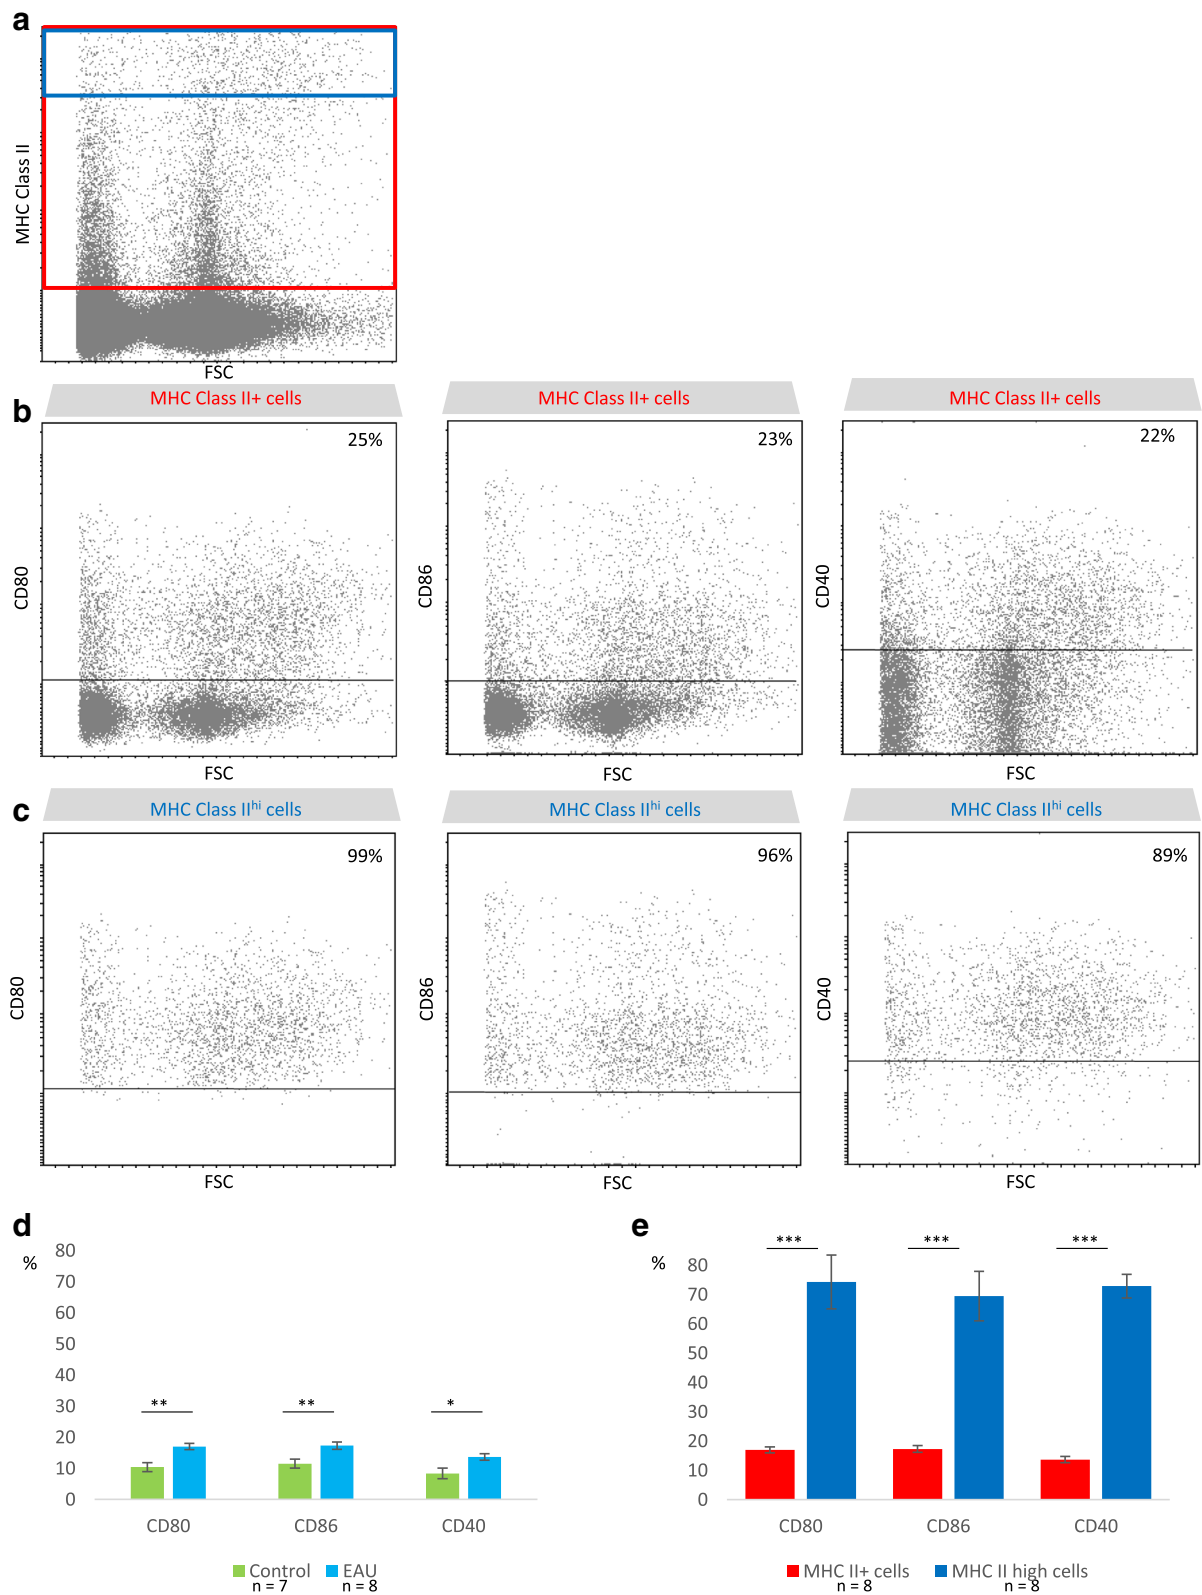 a
MHC Class II
FSC
b
MHC Class II+ cells
MHC Class II+ cells
MHC Class II+ cells
25%
23%
22%
CD80
CD86
CD40
FSC
FSC
FSC
c
MHC Class IIhi cells
MHC Class IIhi cells
MHC Class IIhi cells
99%
96%
89%
CD80
CD86
CD40
FSC
FSC
FSC
d
%
80
70
60
50
40
30
20
10
0
**
**
*
CD80
CD86
CD40
Control
EAU
n = 7
n = 8
e
%
80
70
60
50
40
30
20
10
0
***
***
***
CD80
CD86
CD40
MHC II+ cells
MHC II high cells
n = 8
n = 8